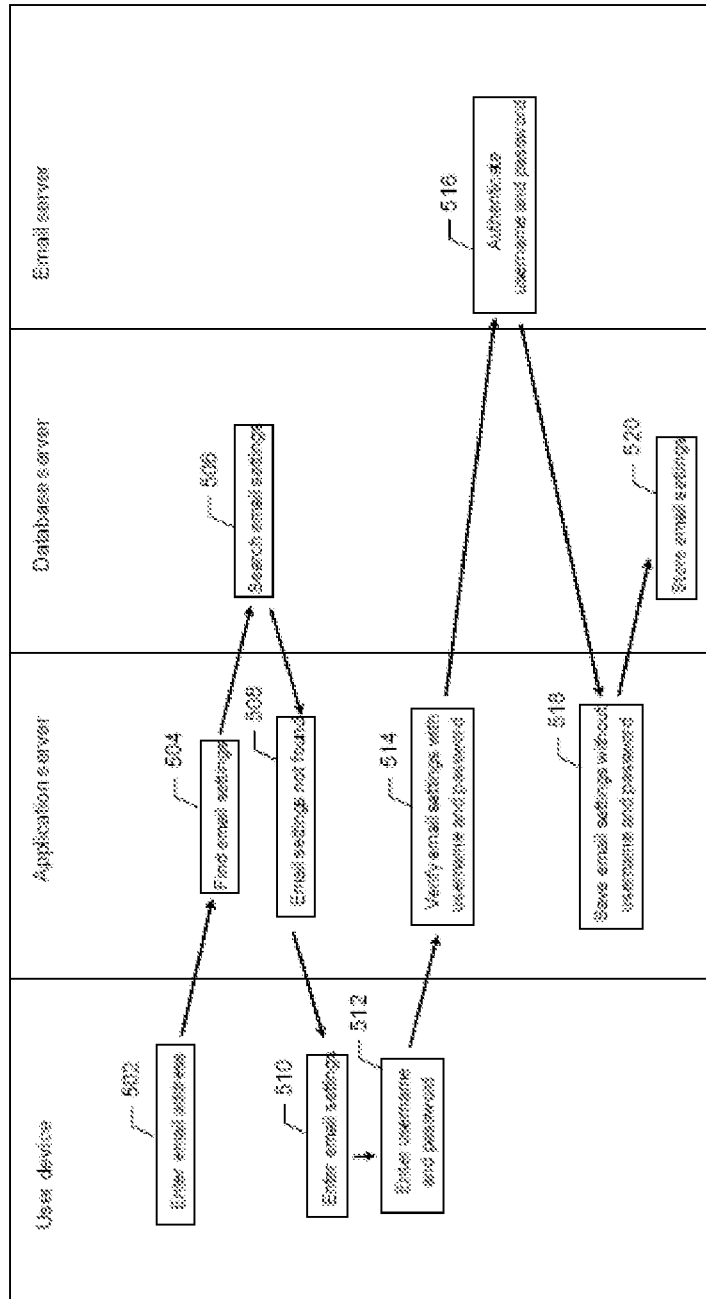 User device
Application server
Database server
Email server
502
Enter email address
504
Find email settings
506
Search email settings
508
Email settings not found
510
Enter email settings
512
Enter username
and password
514
Verify email settings with
username and password
516
Authenticate
username and password
518
Save email settings without
username and password
520
Store email settings